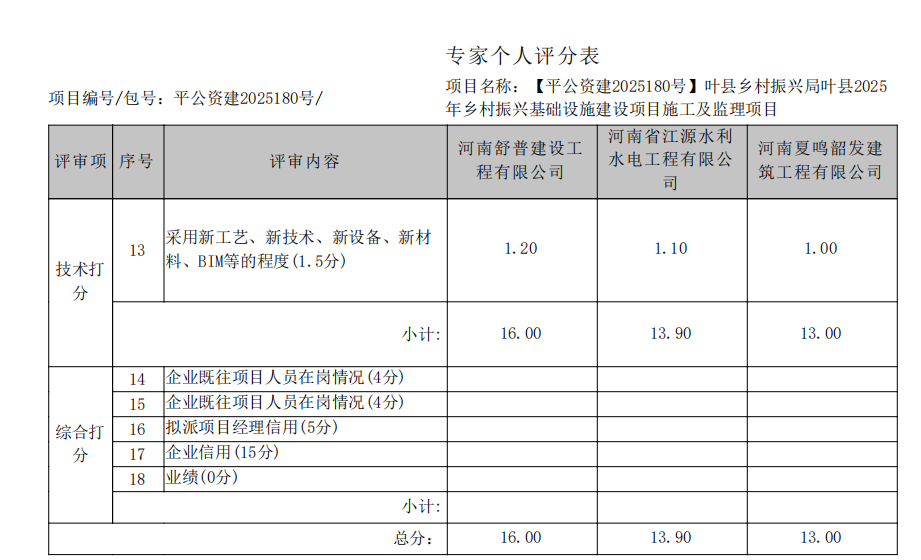 专家个人评分表
项目编号/包号：平公资建2025180号/
项目名称：【平公资建2025180号】叶县乡村振兴局叶县2025
年乡村振兴基础设施建设项目施工及监理项目
评审项 序号 评审内容 河南舒普建设工
程有限公司 河南省江源水利
水电工程有限公
司 河南夏鸣韶发建
筑工程有限公司
技术打
分
13 采用新工艺、新技术、新设备、新材
料、BIM等的程度(1.5分) 1.20 1.10 1.00
小计: 16.00 13.90 13.00
综合打
分
14 企业既往项目人员在岗情况(4分)
15 企业既往项目人员在岗情况(4分)
16 拟派项目经理信用(5分)
17 企业信用(15分)
18 业绩(0分)
小计:
总分： 16.00 13.90 13.00